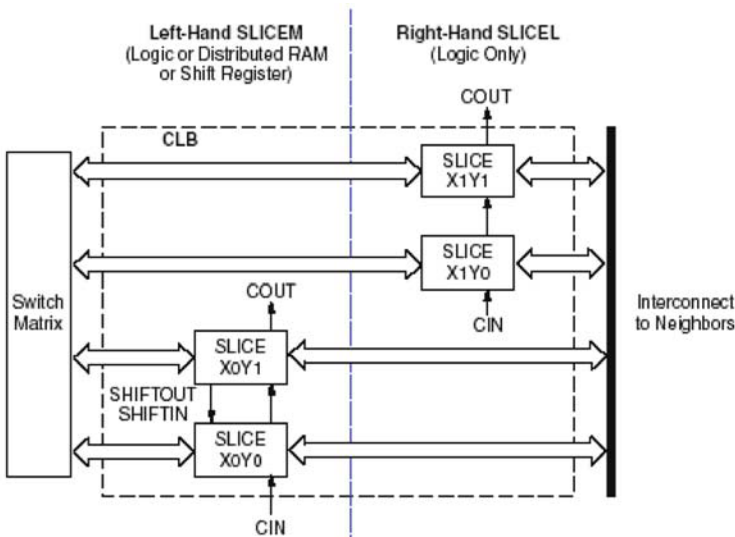 Left-Hand SLICEM
(Logic or Distributed RAM
or Shift Register)
Right-Hand SLICEL
(Logic Only)
COUT
CLB
SLICE
X1Y1
SLICE
X1Y0
COUT
CIN
Switch
Matrix
Interconnect
to Neighbors
SLICE
X0Y1
SHIFTOUT
SHIFTIN
SLICE
X0Y0
CIN